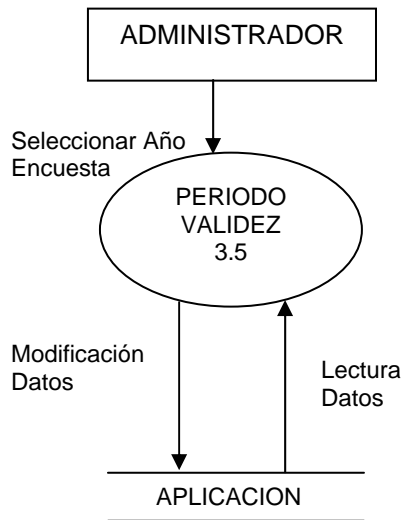 ADMINISTRADOR
Seleccionar Año
Encuesta
PERIODO
VALIDEZ
3.5
Modificación
Datos
Lectura
Datos
APLICACION